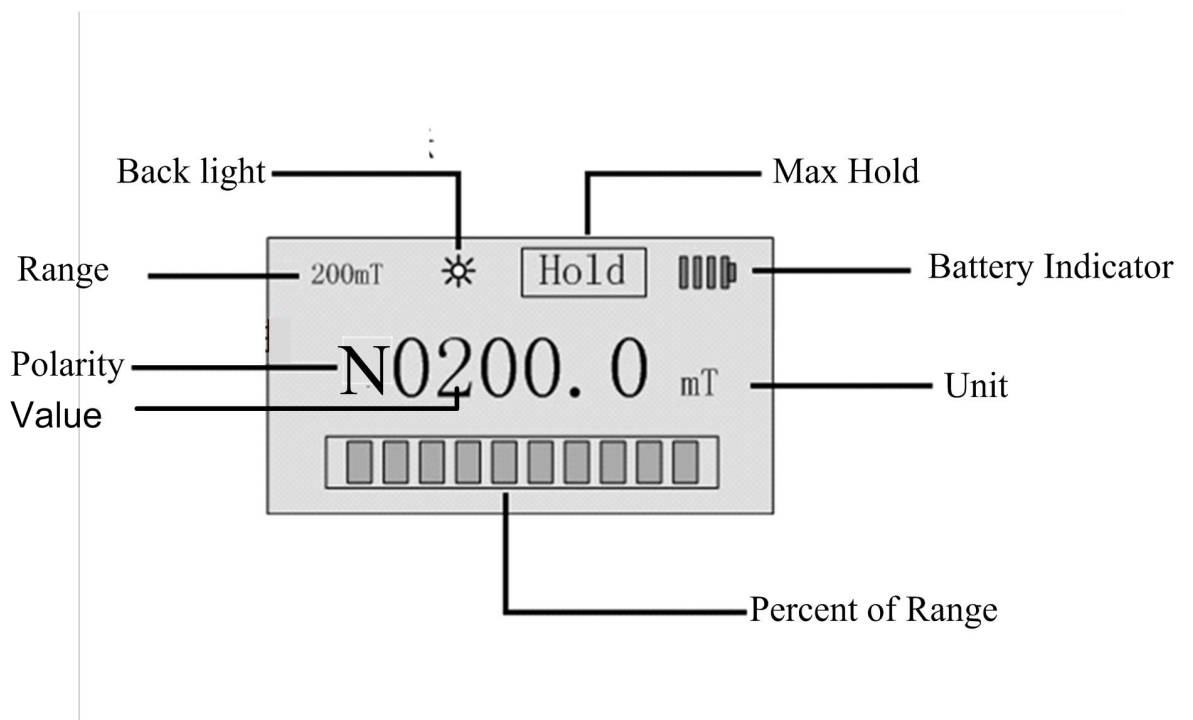 Back light
Max Hold
Range
200mT
Hold
Battery Indicator
Polarity
N0200.0
mT
Unit
Value
Percent of Range